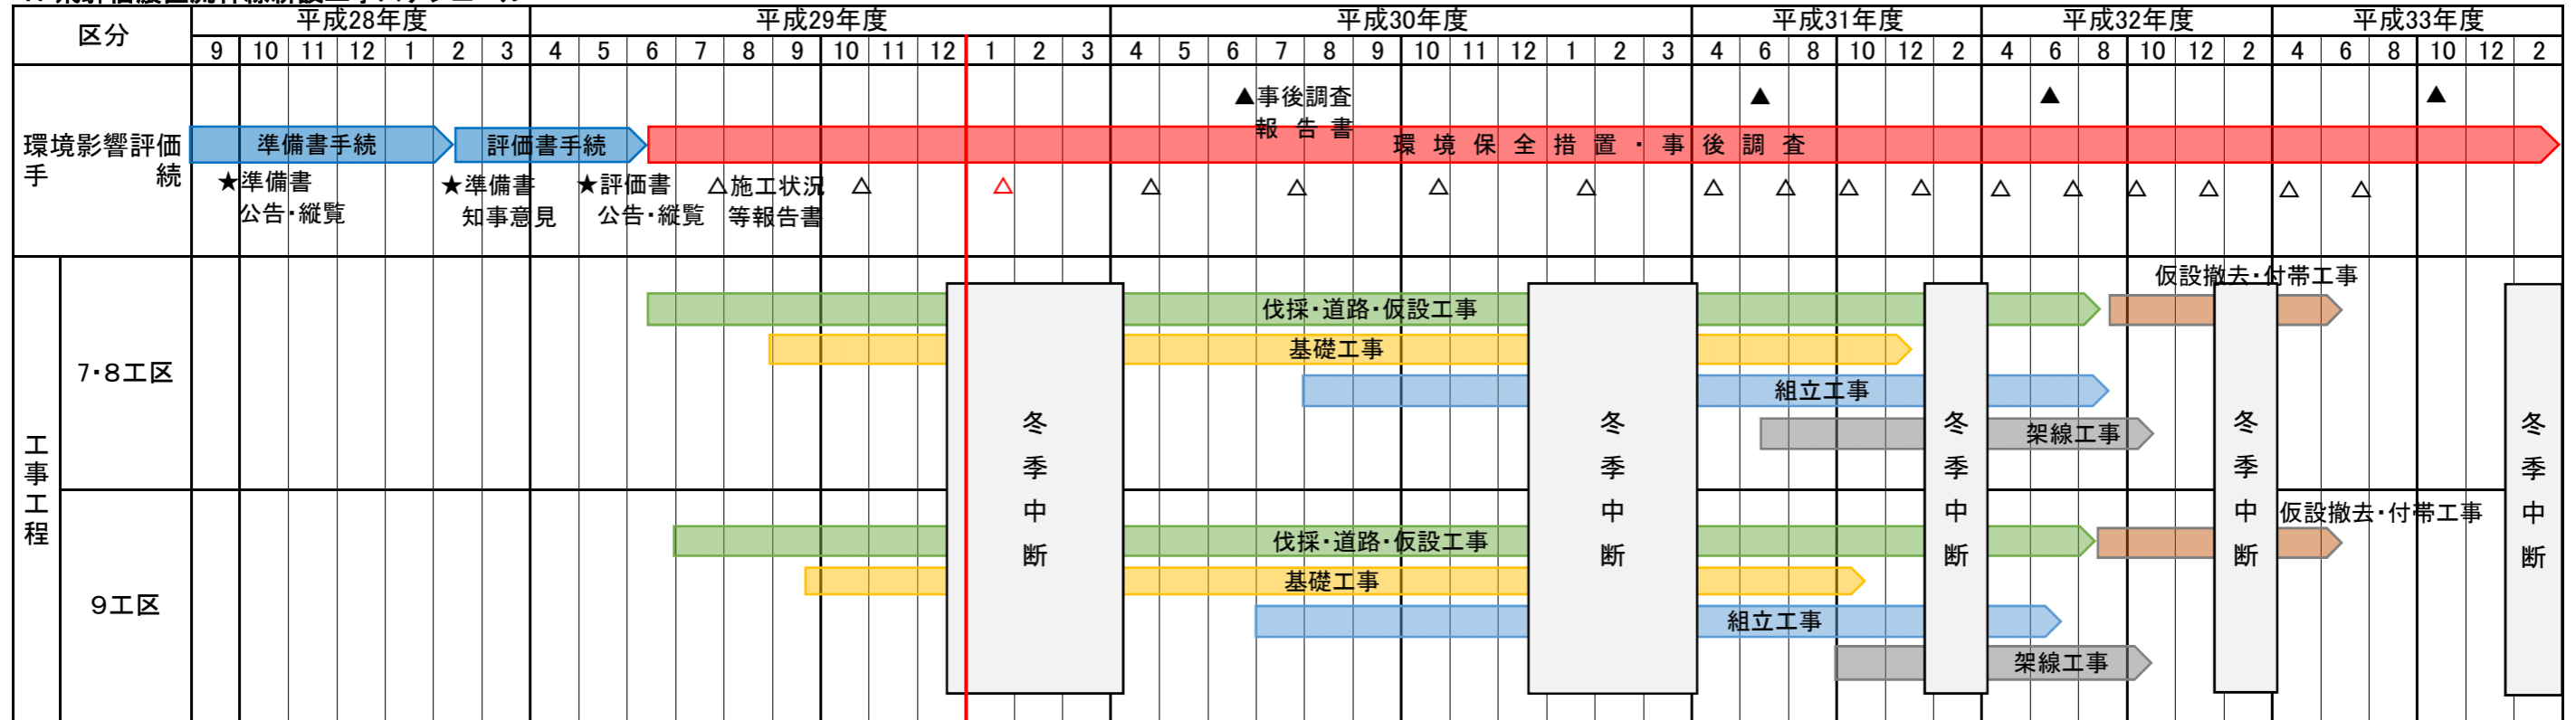 区分
平成28年度 平成29年度 平成30年度 平成31年度 平成32年度 平成33年度
9 10 11 12 1 2 3 4 5 6 7 8 9 10 11 12 1 2 3 4 5 6 7 8 9 10 11 12 1 2 3 4 6 8 10 12 2 4 6 8 10 12 2 4 6 8 10 12 2
▲事後調査 ▲ ▲ ▲
報告書
環境影響評価
手続
準備書手続 評価書手続 環境保全措置・事後調査
★準備書
公告・縦覧
★準備書
知事意見
★評価書
公告・縦覧
△施工状況
等報告書
△ △ △ △ △ △ △ △ △ △ △ △ △ △ △ △
工事工程
7・8工区
伐採・道路・仮設工事
仮設撤去・付帯工事
基礎工事
組立工事
架線工事
9工区
伐採・道路・仮設工事
仮設撤去・付帯工事
基礎工事
組立工事
架線工事
冬季中断
冬季中断
冬季中断
冬季中断
冬季中断